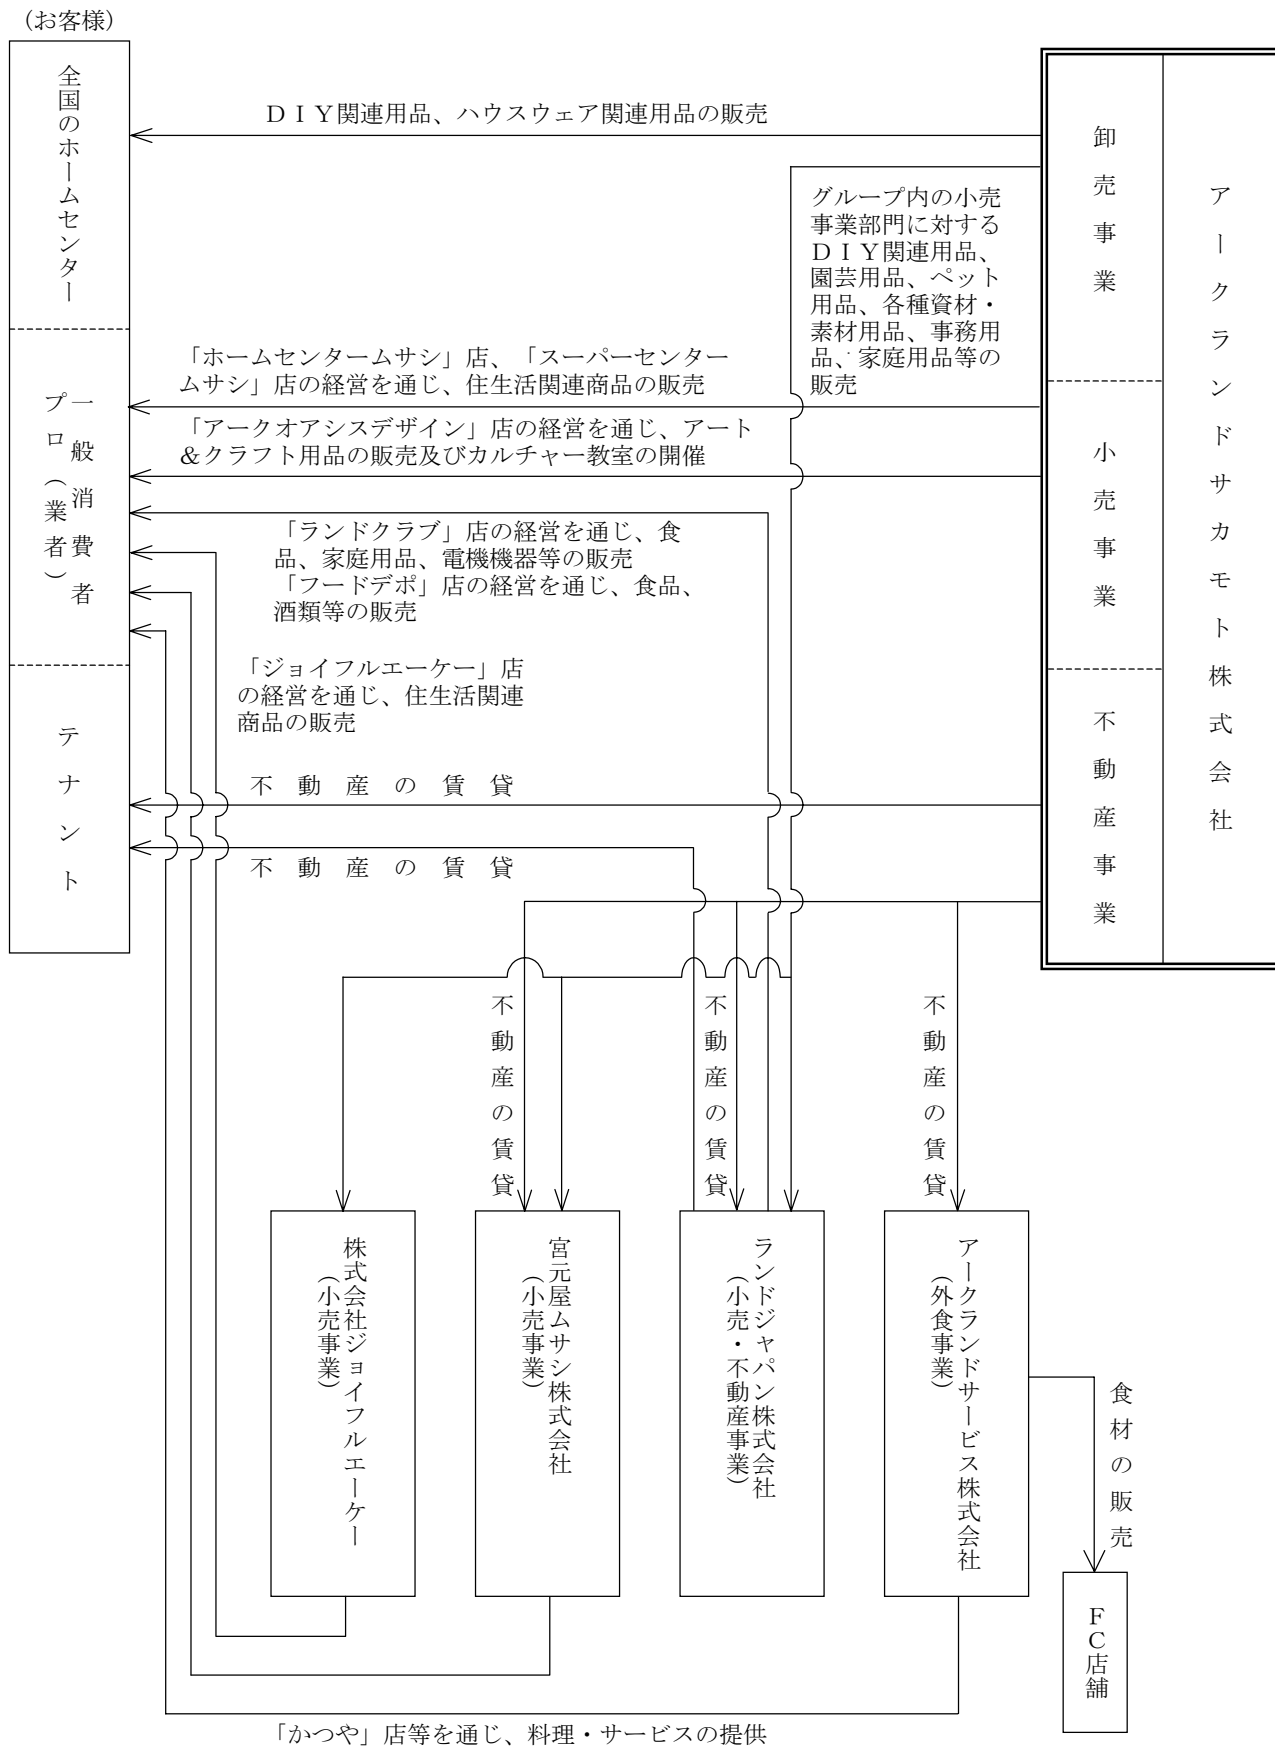 (お客様)
全国のホームセンター
一般消費者
プロ(業者)
テナント
ＤＩＹ関連用品、ハウスウェア関連用品の販売
グループ内の小売
事業部門に対する
ＤＩＹ関連用品、
園芸用品、ペット
用品、各種資材・
素材用品、事務用
品、家庭用品等の
販売
「ホームセンタームサシ」店、「スーパーセンター
ムサシ」店の経営を通じ、住生活関連商品の販売
「アークオアシスデザイン」店の経営を通じ、アート
＆クラフト用品の販売及びカルチャー教室の開催
「ランドクラブ」店の経営を通じ、食
品、家庭用品、電機機器等の販売
「フードデポ」店の経営を通じ、食品、
酒類等の販売
「ジョイフルエーケー」店
の経営を通じ、住生活関連
商品の販売
不動産の賃貸
不動産の賃貸
卸売事業
小売事業
不動産事業
アークランドサカモト株式会社
不動産の賃貸
不動産の賃貸
不動産の賃貸
株式会社ジョイフルエーケー
(小売事業)
宮元屋ムサシ株式会社
(小売事業)
ランドジャパン株式会社
(小売・不動産事業)
アークランドサービス株式会社
(外食事業)
食材の販売
ＦＣ店舗
「かつや」店等を通じ、料理・サービスの提供